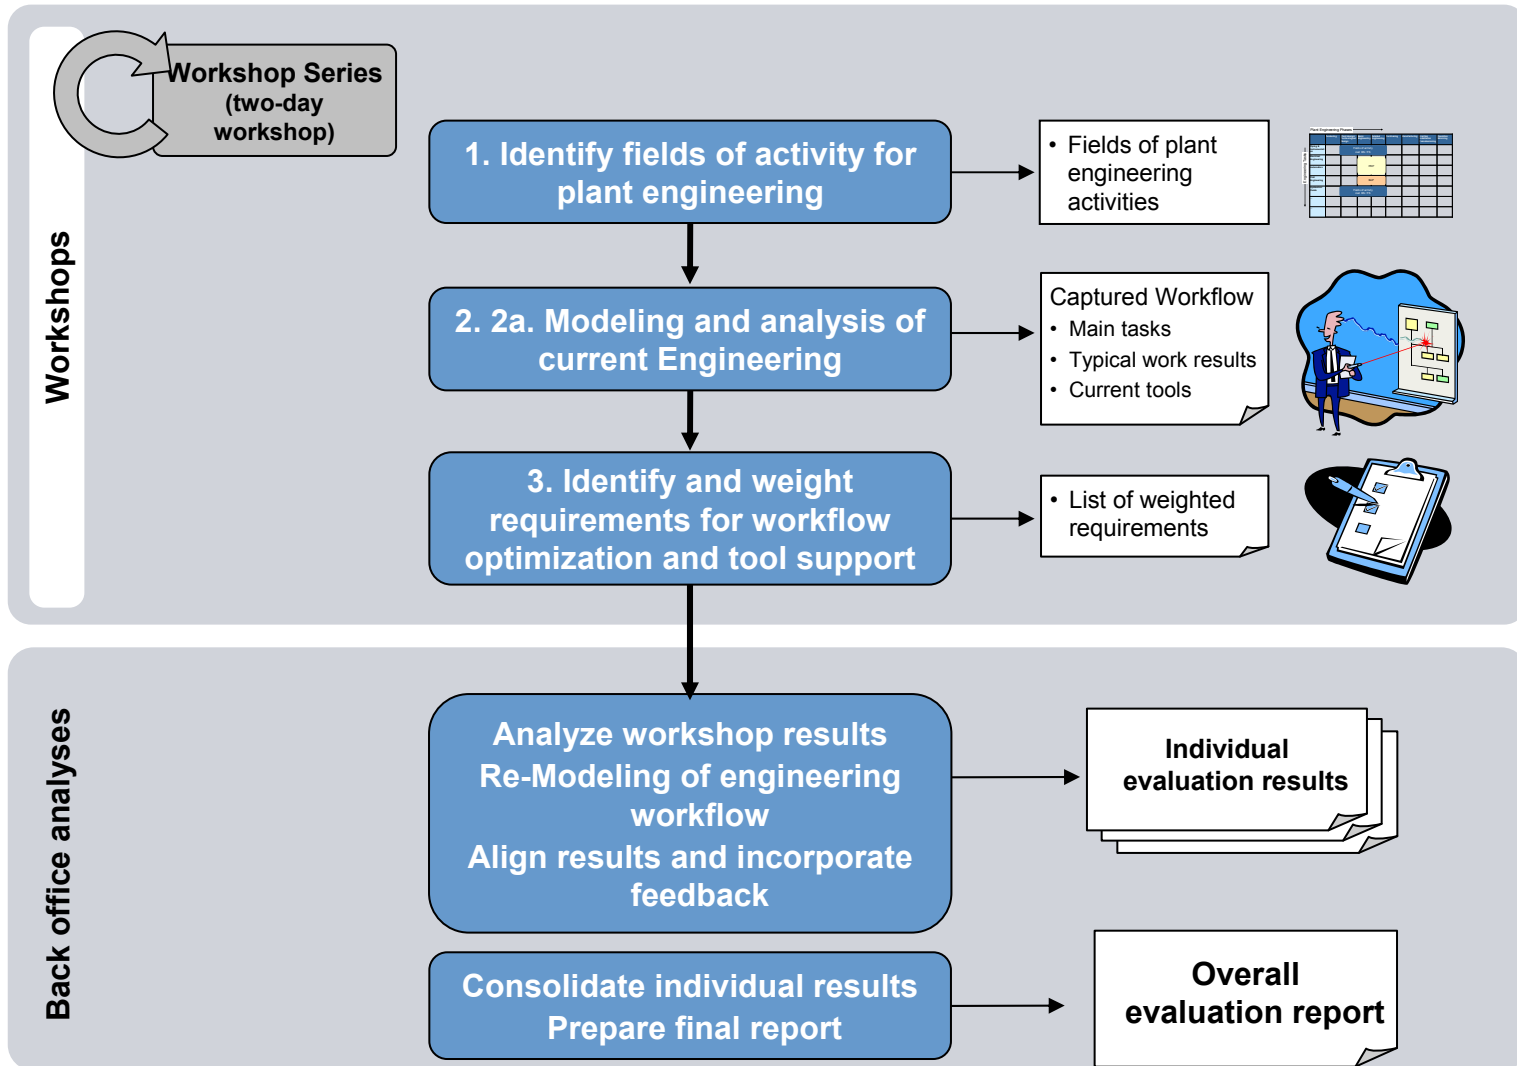 Workshop Series
(two-day
workshop)
Workshops
1. Identify fields of activity for
plant engineering
• Fields of plant
engineering
activities
2. 2a. Modeling and analysis of
current Engineering
Captured Workflow
• Main tasks
• Typical work results
• Current tools
3. Identify and weight
requirements for workflow
optimization and tool support
• List of weighted
requirements
Back office analyses
Analyze workshop results
Re-Modeling of engineering
workflow
Align results and incorporate
feedback
Individual
evaluation results
Consolidate individual results
Prepare final report
Overall
evaluation report